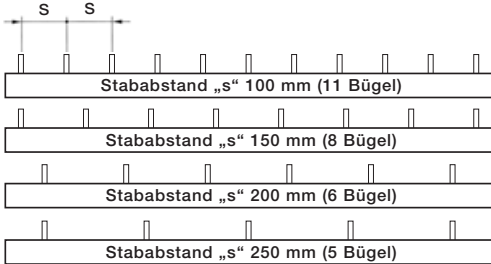 s s
Stababstand „s“ 100 mm (11 Bügel)
Stababstand „s“ 150 mm (8 Bügel)
Stababstand „s“ 200 mm (6 Bügel)
Stababstand „s“ 250 mm (5 Bügel)